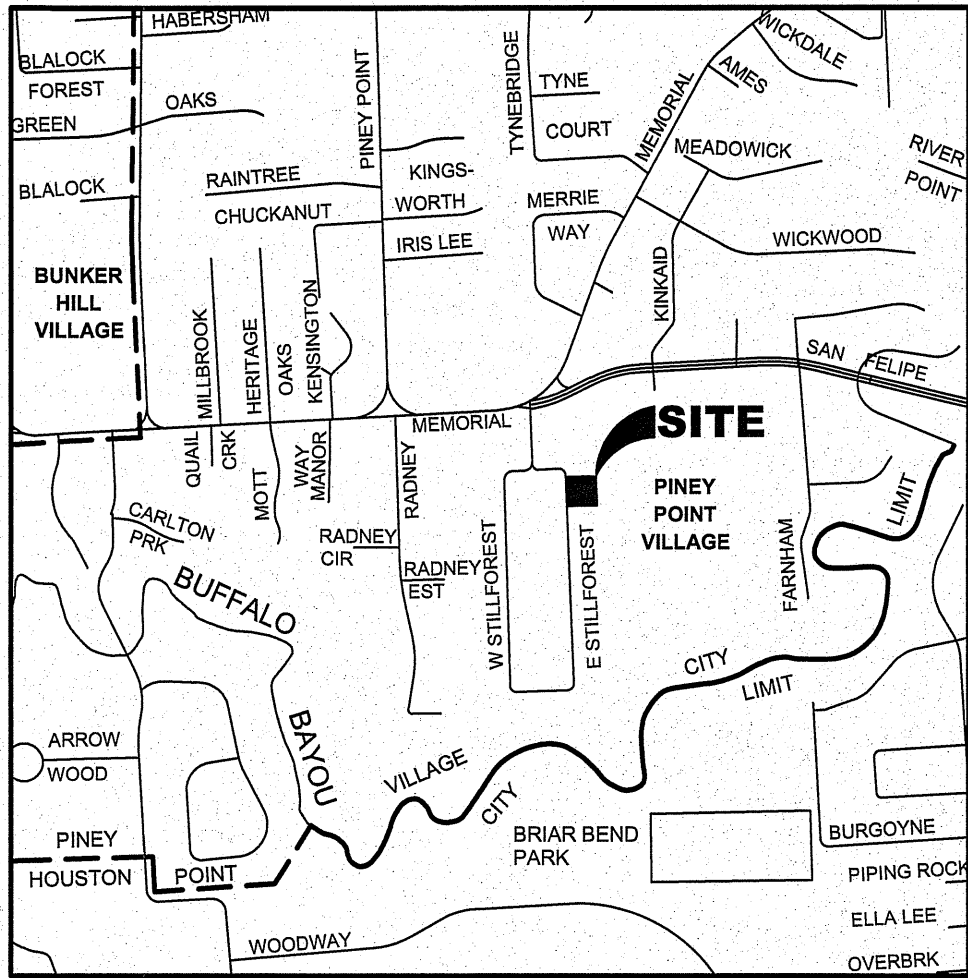 HABERSHAM
BLALOCK
FOREST
OAKS
GREEN
BLALOCK
BUNKER
HILL
VILLAGE
PINEY POINT
RAINTREE
CHUCKANUT
KINGS-
WORTH
IRIS LEE
TYNEBRIDGE
TYNE
COURT
MERRIE
WAY
MEMORIAL
WICKDALE
AMES
MEADOWICK
RIVER
POINT
WICKWOOD
KINKAID
SAN FELIPE
MILLBROOK
HERITAGE
OAKS
KENSINGTON
MEMORIAL
QUAIL
CRK
MOTT
WAY
MANOR
RADNEY
RADNEY
CIR
RADNEY
EST
SITE
PINEY
POINT
VILLAGE
W STILLFOREST
E STILLFOREST
FARNHAM
LIMIT
CITY
LIMIT
CARLTON
PRK
BUFFALO
BAYOU
VILLAGE
CITY
ARROW
WOOD
PINEY
HOUSTON
POINT
WOODWAY
BRIAR BEND
PARK
BURGOYNE
PIPING ROCK
ELLA LEE
OVERBRK